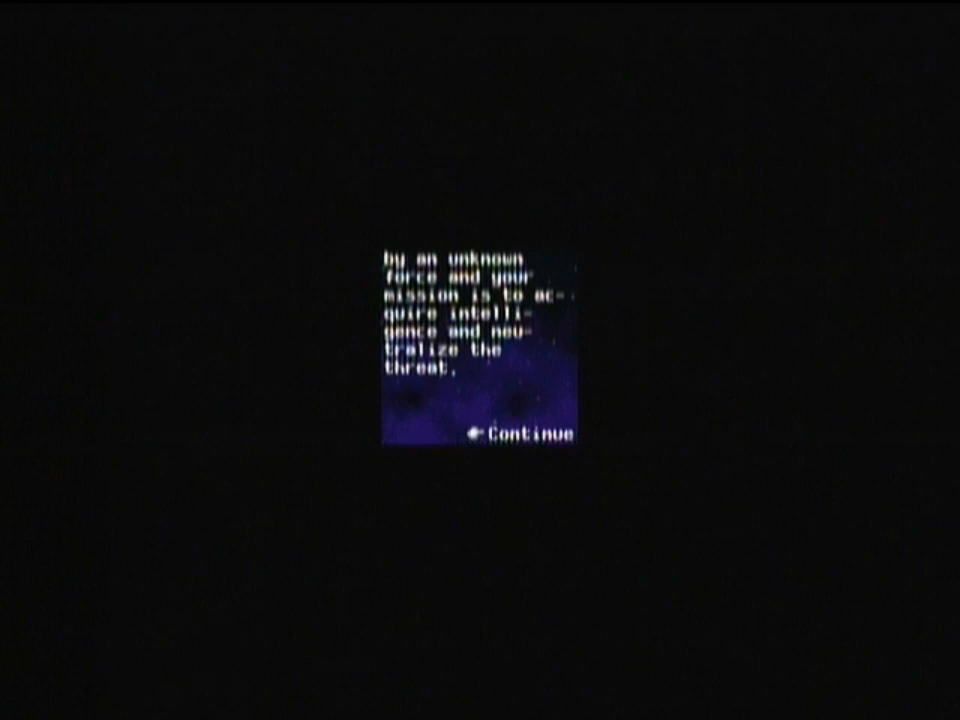 by an unknown
force and your
mission is to ac-
quire intelli-
gence and neu-
tralize the
threat.
Continue